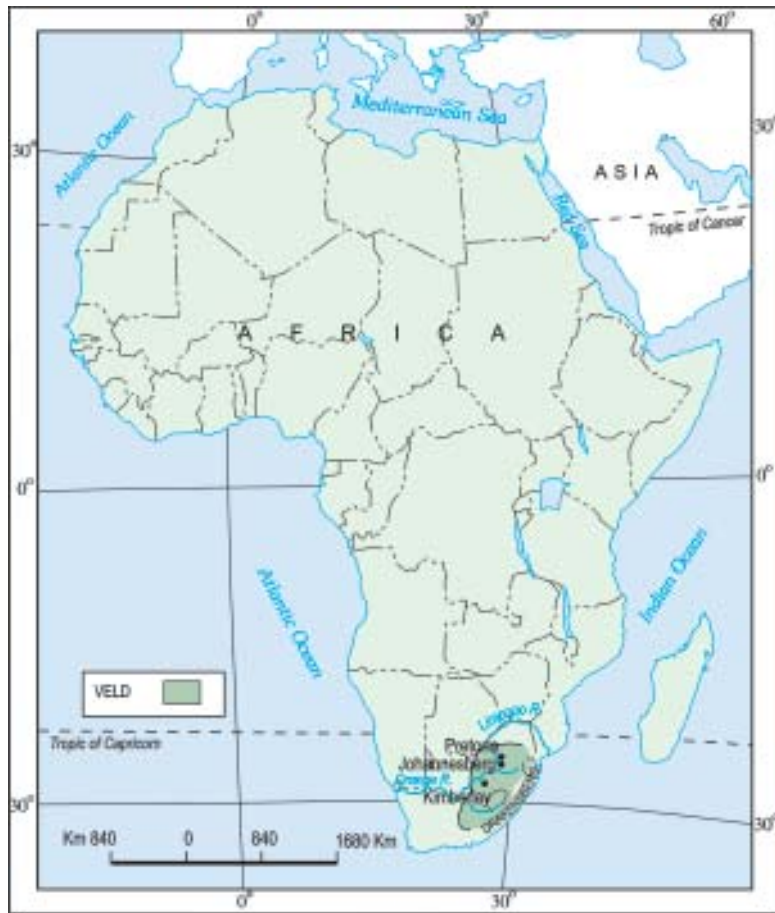 0° 30° 60°
Mediterranean Sea
Atlantic Ocean
30° 30°
ASIA
Red Sea
Tropic of Cancer
AFRICA
0° 0°
Atlantic Ocean
Indian Ocean
VELD
Limpopo R.
Tropic of Capricorn
Pretoria
Johannesberg
Orange R.
Kimberley
30° 30°
Km 840 0 840 1680 Km
0° 30°